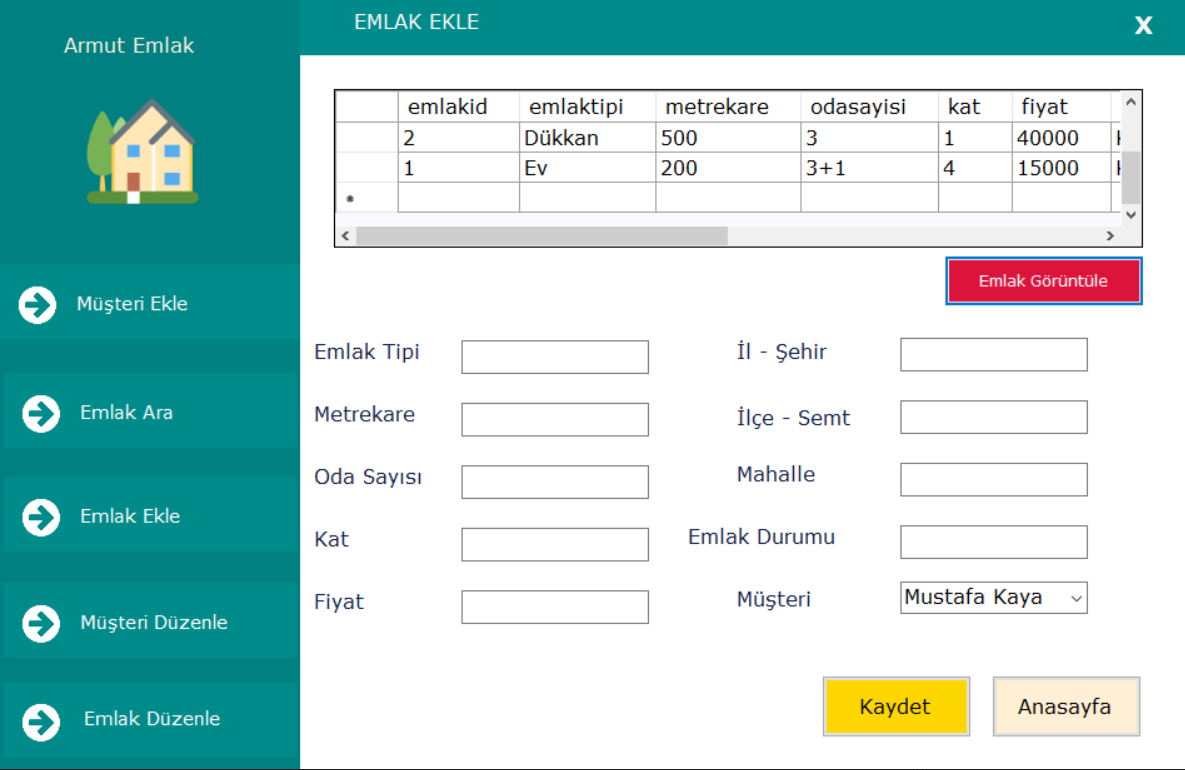 Armut Emlak
Müşteri Ekle
Emlak Ara
Emlak Ekle
Müşteri Düzenle
Emlak Düzenle
EMLAK EKLE X
emlakid emlaktipi metrekare odasayisi kat fiyat
2 Dükkan 500 3 1 40000
1 Ev 200 3+1 4 15000
Emlak Görüntüle
Emlak Tipi
Metrekare
Oda Sayısı
Kat
Fiyat
İl - Şehir
İlçe - Semt
Mahalle
Emlak Durumu
Müşteri Mustafa Kaya
Kaydet Anasayfa